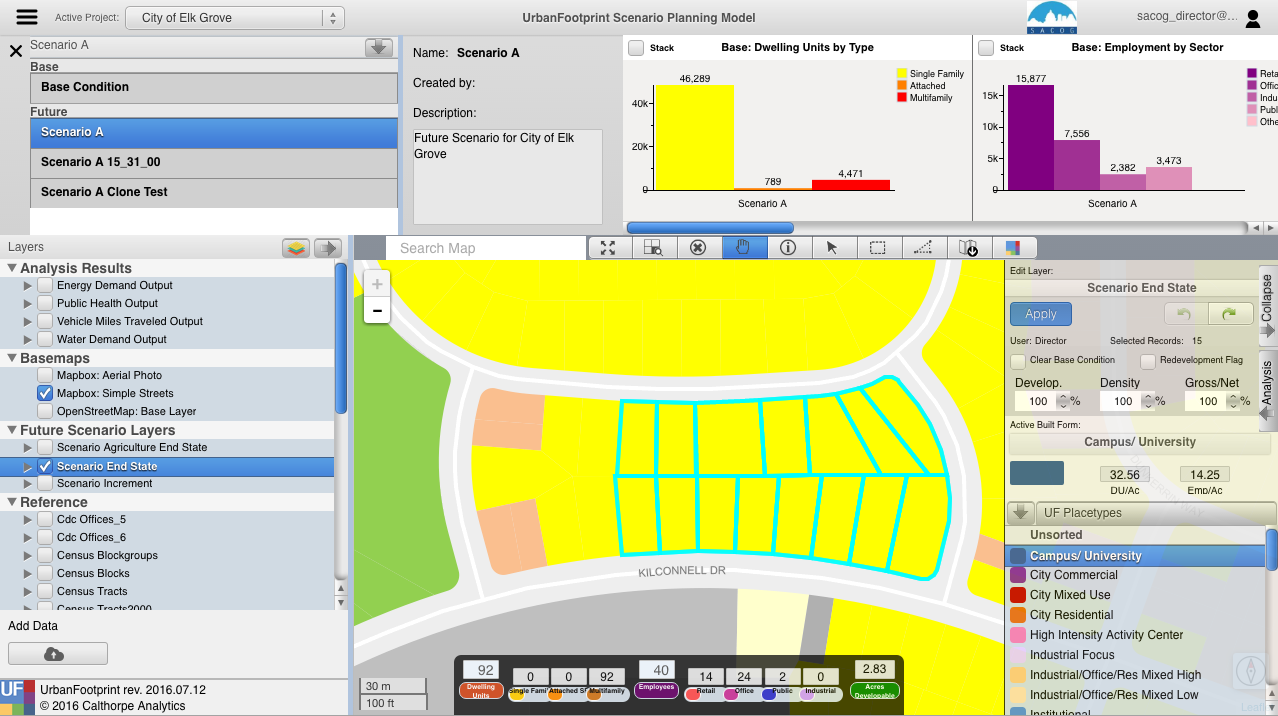 Active Project:
City of Elk Grove
UrbanFootprint Scenario Planning Model
SACOG
sacog_director@...
Scenario A
Base
Base Condition
Future
Scenario A
Scenario A 15_31_00
Scenario A Clone Test
Name: Scenario A
Created by:
Description:
Future Scenario for City of Elk
Grove
Stack
Base: Dwelling Units by Type
46,289
789
4,471
40k
20k
0
Scenario A
Single Family
Attached
Multifamily
Stack
Base: Employment by Sector
15,877
7,556
2,382
3,473
15k
10k
5k
0
Scenario A
Reta
Offic
Indu
Publ
Othe
Layers
Analysis Results
Energy Demand Output
Public Health Output
Vehicle Miles Traveled Output
Water Demand Output
Basemaps
Mapbox: Aerial Photo
Mapbox: Simple Streets
OpenStreetMap: Base Layer
Future Scenario Layers
Scenario Agriculture End State
Scenario End State
Scenario Increment
Reference
Cdc Offices_5
Cdc Offices_6
Census Blockgroups
Census Blocks
Census Tracts
Census Tracts2000
Add Data
UF
UrbanFootprint rev. 2016.07.12
© 2016 Calthorpe Analytics
Search Map
+
-
KILCONNELL DR
30 m
100 ft
92
Dwelling Units
0
Single Famil
0
Attached SF
92
Multifamily
40
Employees
14
Retail
24
Office
2
Public
0
Industrial
2.83
Acres Developable
Edit Layer:
Scenario End State
Apply
User: Director
Selected Records: 15
Clear Base Condition
Redevelopment Flag
Develop.
Density
Gross/Net
100 %
100 %
100 %
Active Built Form:
Campus/ University
32.56
DU/Ac
14.25
Emp/Ac
UF Placetypes
Unsorted
Campus/ University
City Commercial
City Mixed Use
City Residential
High Intensity Activity Center
Industrial Focus
Industrial/Office/Res Mixed High
Industrial/Office/Res Mixed Low
Institutional
Collapse
Analysis